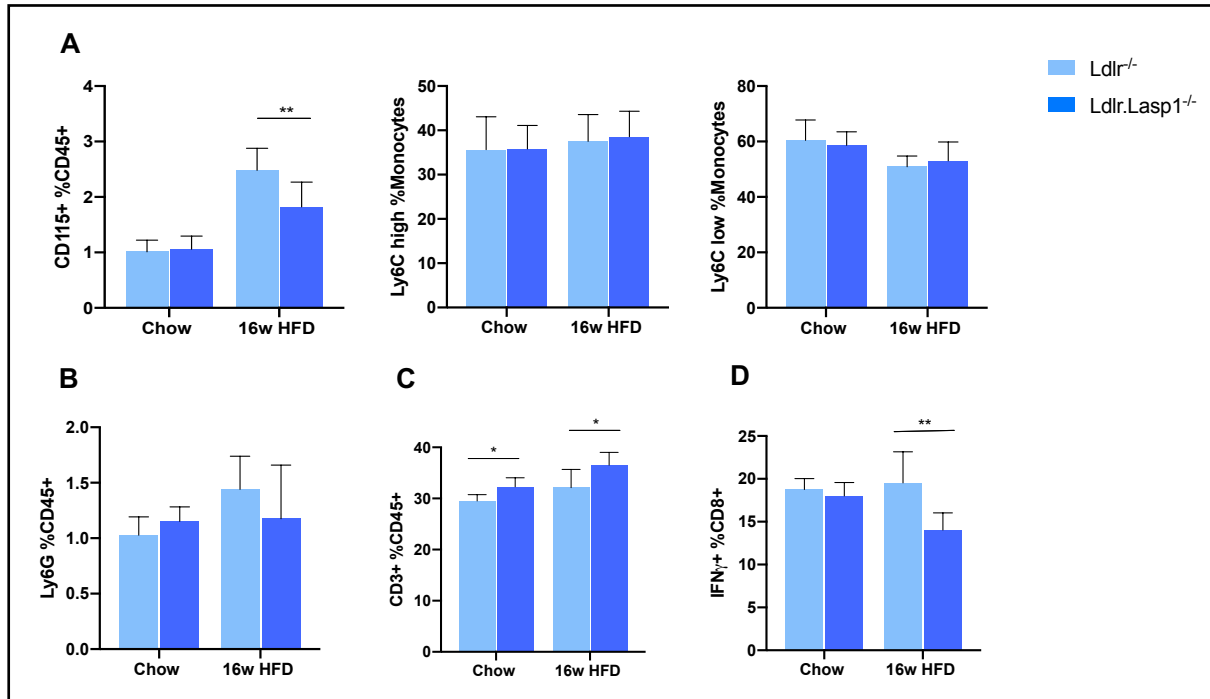 A
Ldlr-/-
Ldlr.Lasp1-/-
CD115+ %CD45+
4
3
2
1
0
**
Chow
16w HFD
Ly6C high %Monocytes
50
40
30
20
10
0
Chow
16w HFD
Ly6C low %Monocytes
80
60
40
20
0
Chow
16w HFD
B
Ly6G %CD45+
2.0
1.5
1.0
0.5
0.0
Chow
16w HFD
C
CD3+ %CD45+
40
30
20
10
0
*
*
Chow
16w HFD
D
IFNγ+ %CD8+
25
20
15
10
5
0
**
Chow
16w HFD